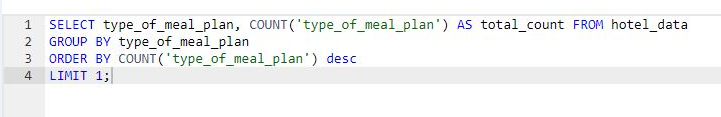 1 SELECT type_of_meal_plan, COUNT('type_of_meal_plan') AS total_count FROM hotel_data
2 GROUP BY type_of_meal_plan
3 ORDER BY COUNT('type_of_meal_plan') desc
4 LIMIT 1;